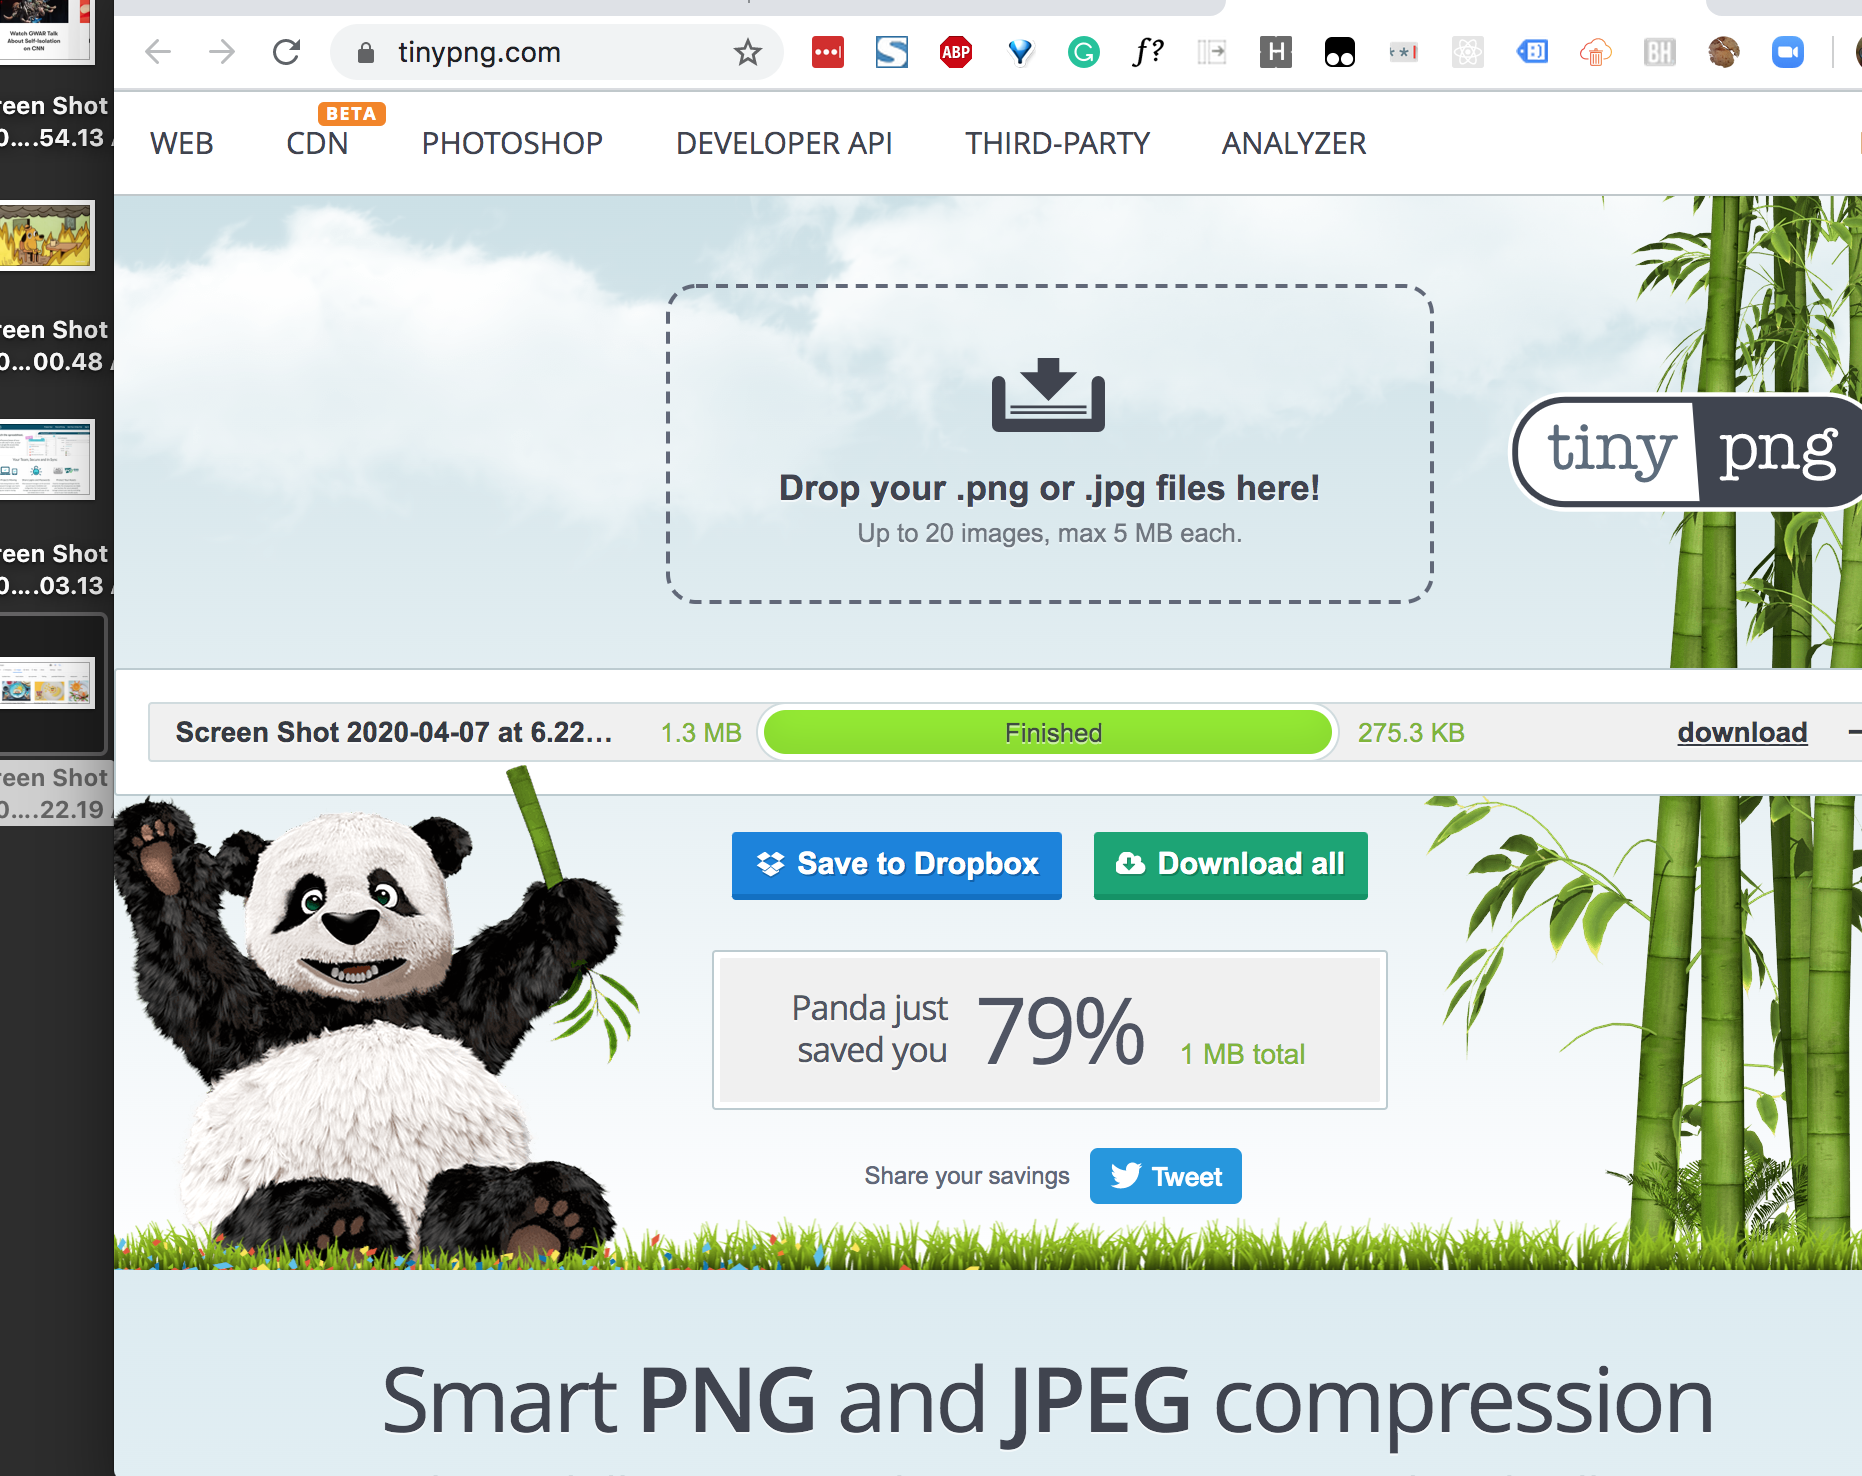 Watch GWAR Talk
About Self-Isolation
on CNN
reen Shot
0....54.13
reen Shot
0...00.48
reen Shot
0....03.13
reen Shot
0....22.19
tinypng.com
ABP
f?
H
BH
BETA
WEB CDN PHOTOSHOP DEVELOPER API THIRD-PARTY ANALYZER
Drop your .png or .jpg files here!
Up to 20 images, max 5 MB each.
tiny png
Screen Shot 2020-04-07 at 6.22... 1.3 MB Finished 275.3 KB download
Save to Dropbox Download all
Panda just
saved you 79% 1 MB total
Share your savings Tweet
Smart PNG and JPEG compression